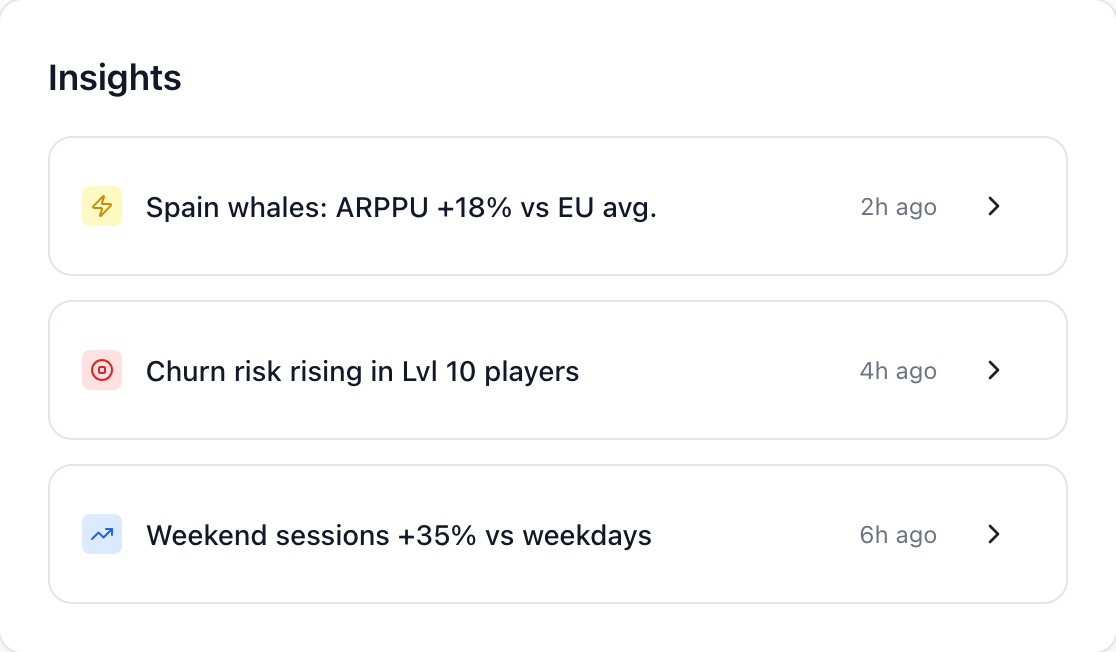 Insights
Spain whales: ARPPU +18% vs EU avg. 2h ago
Churn risk rising in Lvl 10 players 4h ago
Weekend sessions +35% vs weekdays 6h ago